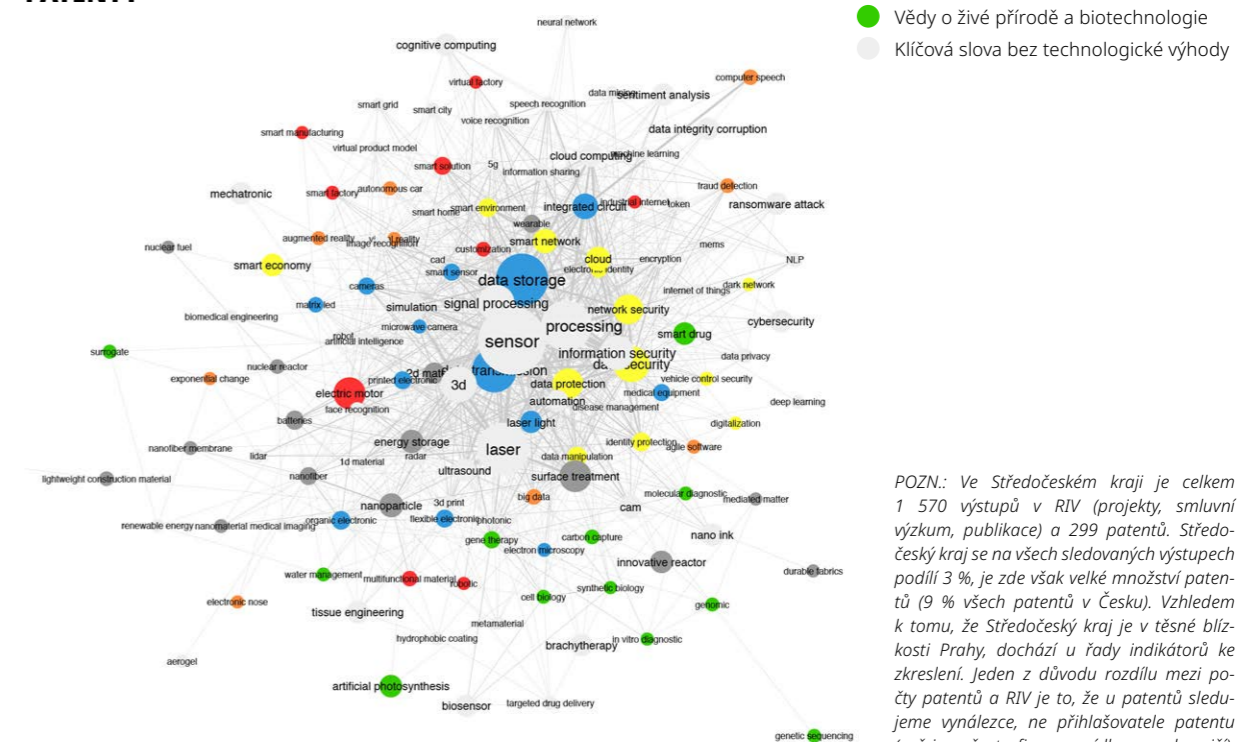 Vědy o živé přírodě a biotechnologie
Klíčová slova bez technologické výhody
neural network
cognitive computing
virtual factory
computer speech
data mining
sentiment analysis
smart grid
smart city
speech recognition
voice recognition
data integrity corruption
smart manufacturing
virtual product model
cloud computing
machine learning
smart solution
5g
information sharing
mechatronic
smart factory
autonomous car
fraud detection
ransomware attack
smart home
smart environment
integrated circuit
industrial internet
token
wearable
augmented reality
image recognition
smart network
nuclear fuel
customization
mems
cad
cloud
encryption
NLP
smart economy
smart sensor
electronic identity
data storage
cameras
internet of things
dark network
matrix led
simulation
signal processing
network security
biomedical engineering
microwave camera
processing
cybersecurity
robot
artificial intelligence
sensor
smart drug
surrogate
information security
data privacy
nuclear reactor
data security
exponential change
printed electronic
3d
data protection
vehicle control security
electric motor
automation
medical equipment
face recognition
disease management
deep learning
batteries
laser light
digitalization
energy storage
identity protection
agile software
nanofiber membrane
lidar
radar
laser
data manipulation
1d material
ultrasound
surface treatment
lightweight construction material
nanofiber
nanoparticle
3d print
big data
molecular diagnostic
mediated matter
cam
renewable energy
nanomaterial
medical imaging
organic electronic
flexible electronic
photonic
gene therapy
carbon capture
nano ink
electron microscopy
innovative reactor
durable fabrics
water management
multifunctional material
robotic
synthetic biology
cell biology
electronic nose
tissue engineering
genomic
metamaterial
hydrophobic coating
in vitro diagnostic
brachytherapy
aerogel
artificial photosynthesis
biosensor
targeted drug delivery
genetic sequencing
POZN.: Ve Středočeském kraji je celkem
1 570 výstupů v RIV (projekty, smluvní
výzkum, publikace) a 299 patentů. Středo-
český kraj se na všech sledovaných výstupech
podílí 3 %, je zde však velké množství paten-
tů (9 % všech patentů v Česku). Vzhledem
k tomu, že Středočeský kraj je v těsné blíz-
kosti Prahy, dochází u řady indikátorů ke
zkreslení. Jeden z důvodu rozdílu mezi po-
čty patentů a RIV je to, že u patentů sledu-
jeme vynálezce, ne přihlašovatele patentu